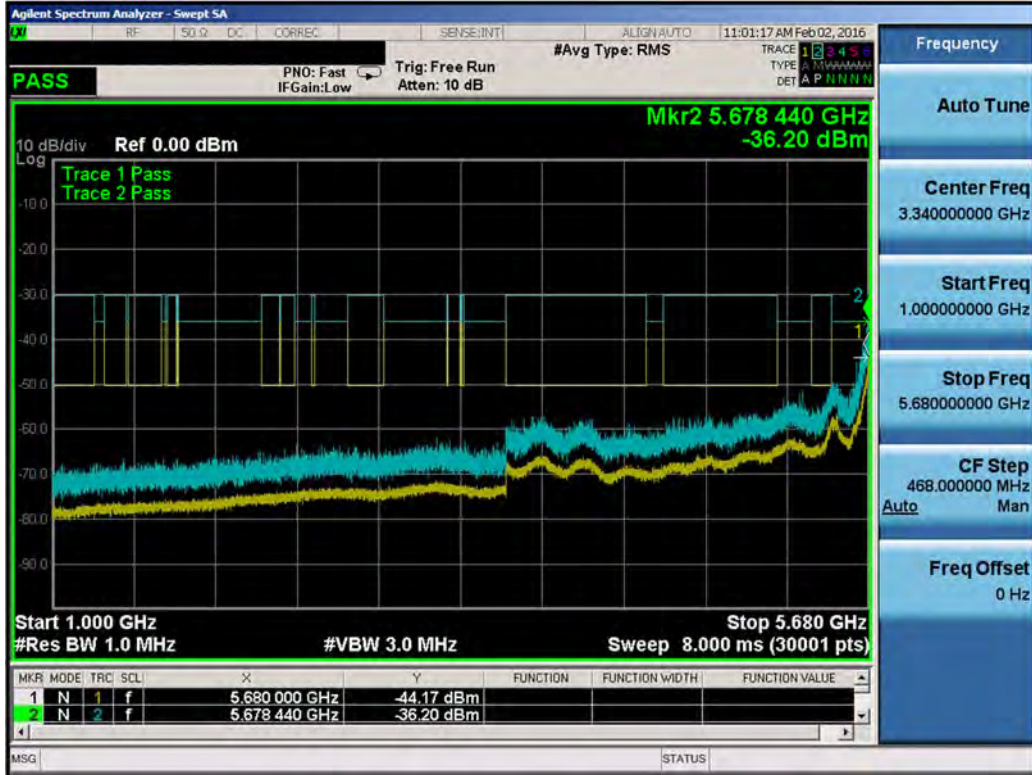 Agilent Spectrum Analyzer - Swept SA
LXI RF 50 Ω DC CORREC SENSE:INT ALIGN AUTO 11:01:17 AM Feb 02, 2016
#Avg Type: RMS
TRACE 1 2 3 4 5 6
TYPE A M W W W W
DET A P N N N N
PASS
PNO: Fast
IFGain:Low
Trig: Free Run
Atten: 10 dB
Mkr2 5.678 440 GHz
-36.20 dBm
10 dB/div Ref 0.00 dBm
Log
Trace 1 Pass
Trace 2 Pass
-10.0
-20.0
-30.0
2
1
-40.0
-50.0
-60.0
-70.0
-80.0
-90.0
Start 1.000 GHz Stop 5.680 GHz
#Res BW 1.0 MHz #VBW 3.0 MHz Sweep 8.000 ms (30001 pts)
MKR MODE TRC SCL X Y FUNCTION FUNCTION WIDTH FUNCTION VALUE
1 N 1 f 5.680 000 GHz -44.17 dBm
2 N 2 f 5.678 440 GHz -36.20 dBm
MSG STATUS
Frequency
Auto Tune
Center Freq
3.340000000 GHz
Start Freq
1.000000000 GHz
Stop Freq
5.680000000 GHz
CF Step
468.000000 MHz
Auto Man
Freq Offset
0 Hz